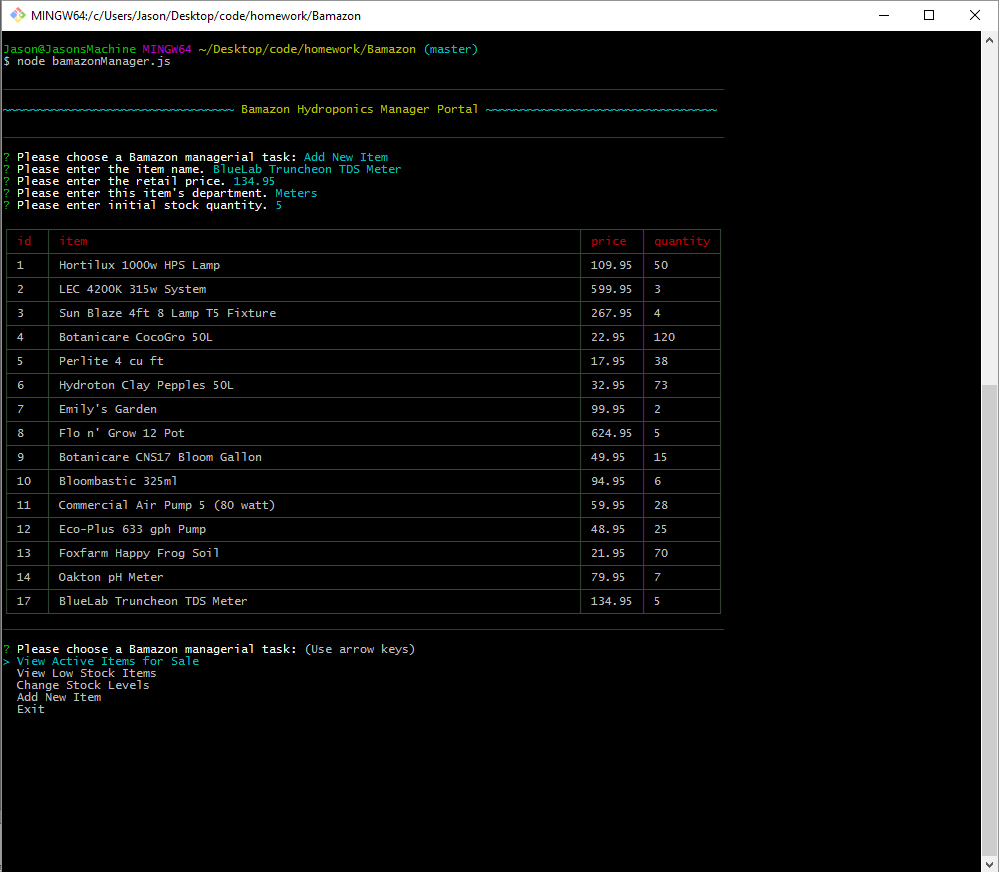 MINGW64:/c/Users/Jason/Desktop/code/homework/Bamazon
Jason@JasonsMachine MINGW64 ~/Desktop/code/homework/Bamazon (master)
$ node bamazonManager.js
~~~~~~~~~~~~~~~~~~~~~~~~~~~~~~~~~ Bamazon Hydroponics Manager Portal ~~~~~~~~~~~~~~~~~~~~~~~~~~~~~~~~~
? Please choose a Bamazon managerial task: Add New Item
? Please enter the item name. BlueLab Truncheon TDS Meter
? Please enter the retail price. 134.95
? Please enter this item's department. Meters
? Please enter initial stock quantity. 5
id item price quantity
1 Hortilux 1000w HPS Lamp 109.95 50
2 LEC 4200K 315w System 599.95 3
3 Sun Blaze 4ft 8 Lamp T5 Fixture 267.95 4
4 Botanicare CocoGro 50L 22.95 120
5 Perlite 4 cu ft 17.95 38
6 Hydroton Clay Pepples 50L 32.95 73
7 Emily's Garden 99.95 2
8 Flo n' Grow 12 Pot 624.95 5
9 Botanicare CNS17 Bloom Gallon 49.95 15
10 Bloombastic 325ml 94.95 6
11 Commercial Air Pump 5 (80 watt) 59.95 28
12 Eco-Plus 633 gph Pump 48.95 25
13 Foxfarm Happy Frog Soil 21.95 70
14 Oakton pH Meter 79.95 7
17 BlueLab Truncheon TDS Meter 134.95 5
? Please choose a Bamazon managerial task: (Use arrow keys)
> View Active Items for Sale
View Low Stock Items
Change Stock Levels
Add New Item
Exit